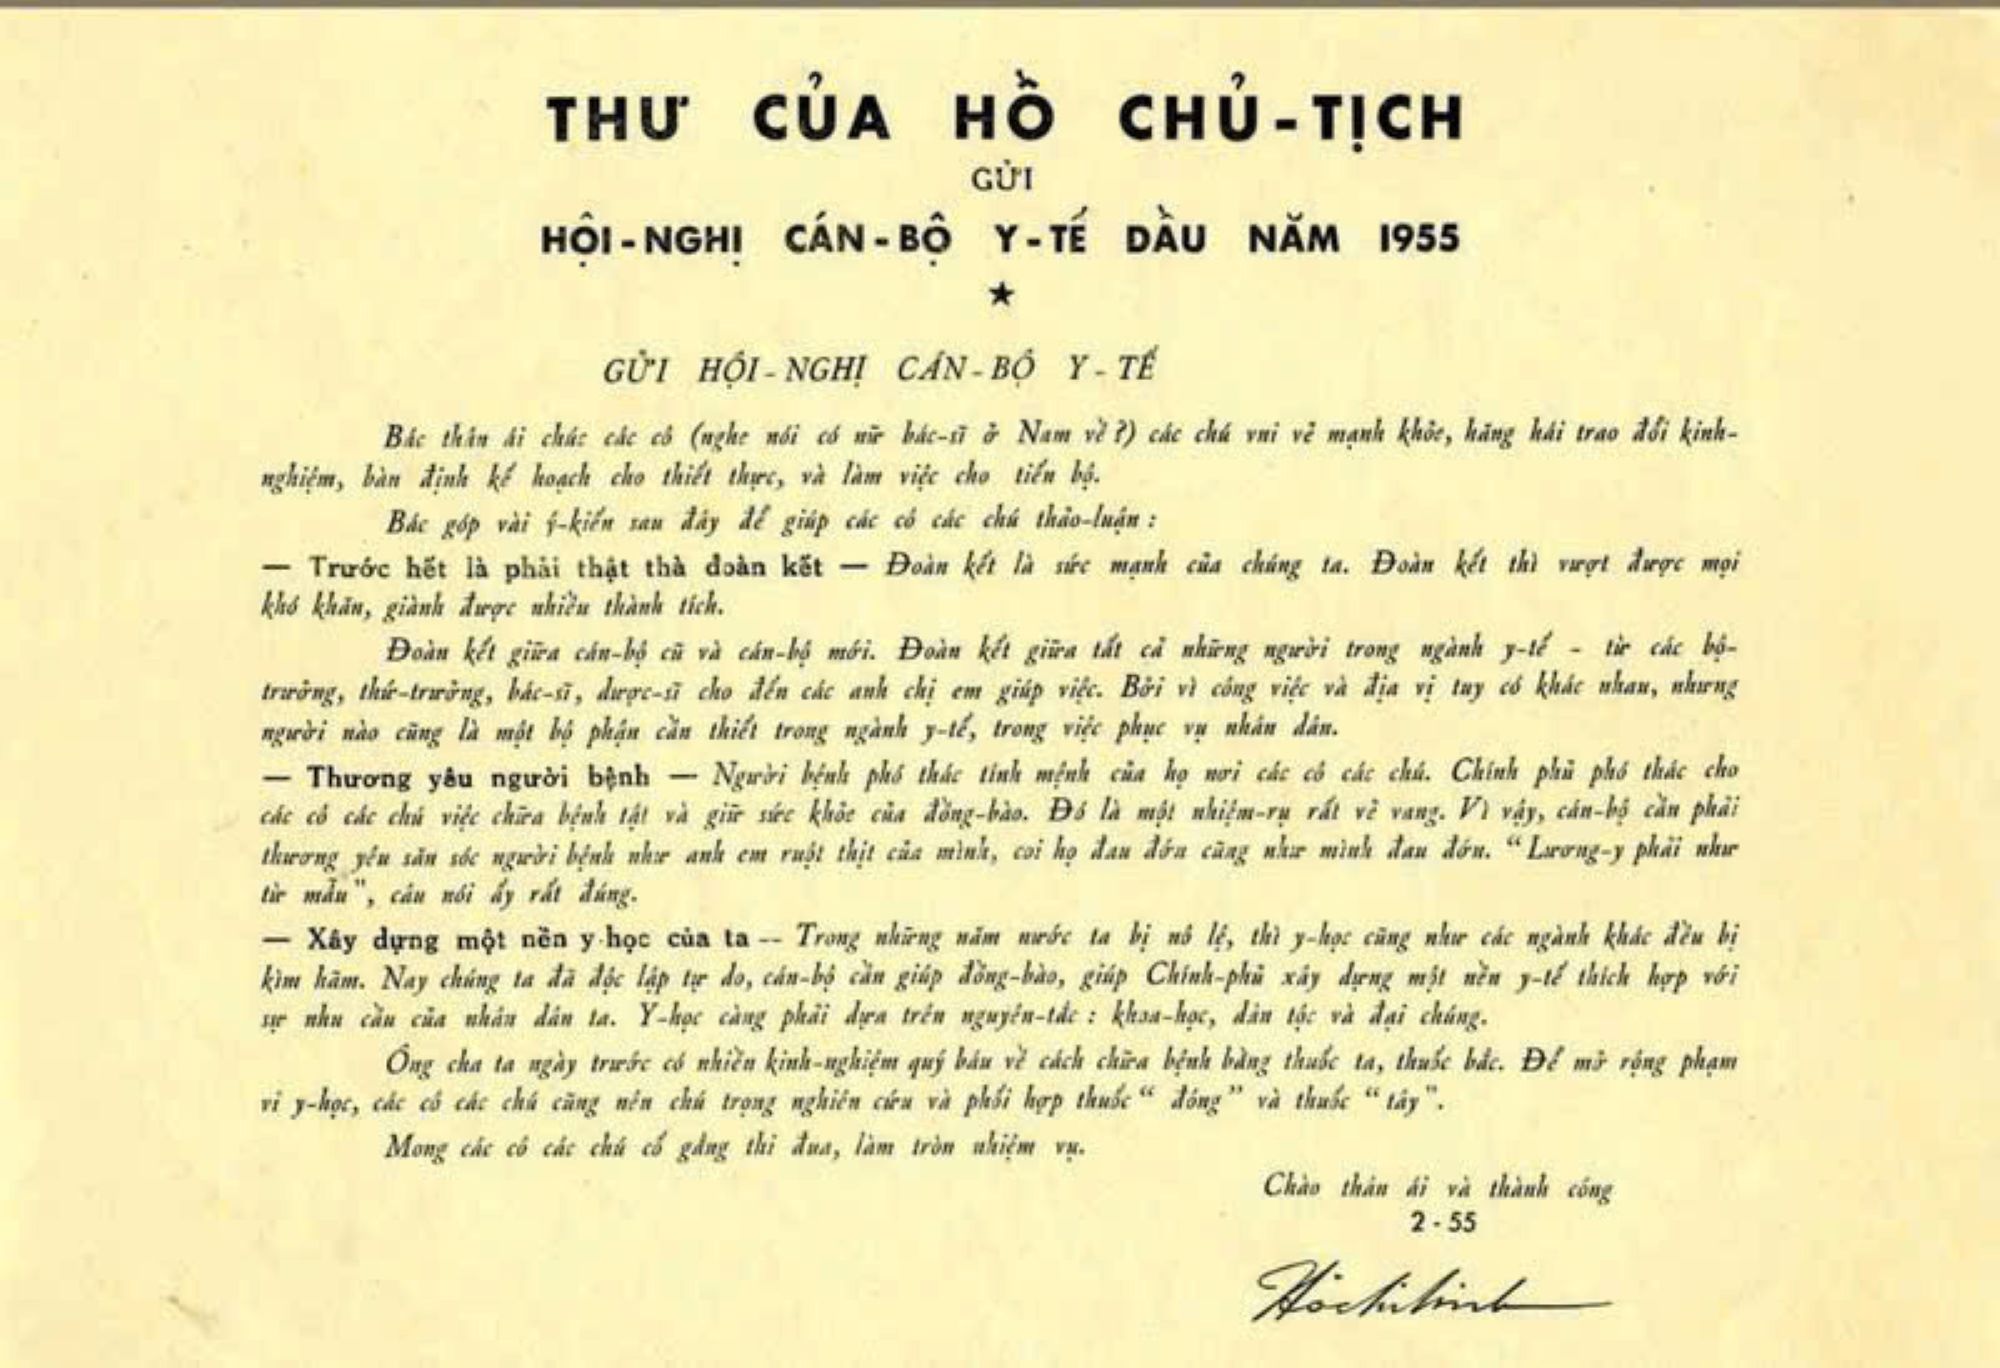 THƯ CỦA HỒ CHỦ-TỊCH
GỬI
HỘI-NGHỊ CÁN-BỘ Y-TẾ DẦU NĂM 1955
★
GỬI HỘI-NGHỊ CÁN-BỘ Y-TẾ
Bác thân ái chúc các cô (nghe nói có nữ bác-sĩ ở Nam về?) các chú vui vẻ mạnh khỏe, hăng hái trao đổi kinh-
nghiệm, bàn định kế hoạch cho thiết thực, và làm việc cho tiến bộ.
Bác góp vài ý-kiến sau đây để giúp các cô các chú thảo-luận :
— Trước hết là phải thật thà đoàn kết — Đoàn kết là sức mạnh của chúng ta. Đoàn kết thì vượt được mọi
khó khăn, giành được nhiều thành tích.
Đoàn kết giữa cán-bộ cũ và cán-bộ mới. Đoàn kết giữa tất cả những người trong ngành y-tế - từ các bộ-
trưởng, thứ-trưởng, bác-sĩ, dược-sĩ cho đến các anh chị em giúp việc. Bởi vì công việc và địa vị tuy có khác nhau, nhưng
người nào cũng là một bộ phận cần thiết trong ngành y-tế, trong việc phục vụ nhân dân.
— Thương yêu người bệnh — Người bệnh phó thác tính mệnh của họ nơi các cô các chú. Chính phủ phó thác cho
các cô các chú việc chữa bệnh tật và giữ sức khỏe của đồng-bào. Đó là một nhiệm-vụ rất vẻ vang. Vì vậy, cán-bộ cần phải
thương yêu săn sóc người bệnh như anh em ruột thịt của mình, coi họ đau đớn cũng như mình đau đớn. “Lương-y phải như
từ mẫu”, câu nói ấy rất đúng.
— Xây dựng một nền y-học của ta -- Trong những năm nước ta bị nô lệ, thì y-học cũng như các ngành khác đều bị
kìm hãm. Nay chúng ta đã độc lập tự do, cán-bộ cần giúp đồng-bào, giúp Chính-phủ xây dựng một nền y-tế thích hợp với
sự nhu cầu của nhân dân ta. Y-học càng phải dựa trên nguyên-tắc : khoa-học, dân tộc và đại chúng.
Ông cha ta ngày trước có nhiều kinh-nghiệm quý báu về cách chữa bệnh bằng thuốc ta, thuốc bắc. Để mở rộng phạm
vi y-học, các cô các chú cũng nên chú trọng nghiên cứu và phối hợp thuốc “ đông” và thuốc “tây”.
Mong các cô các chú cố gắng thi đua, làm tròn nhiệm vụ.
Chào thân ái và thành công
2 - 55
Hochiminh